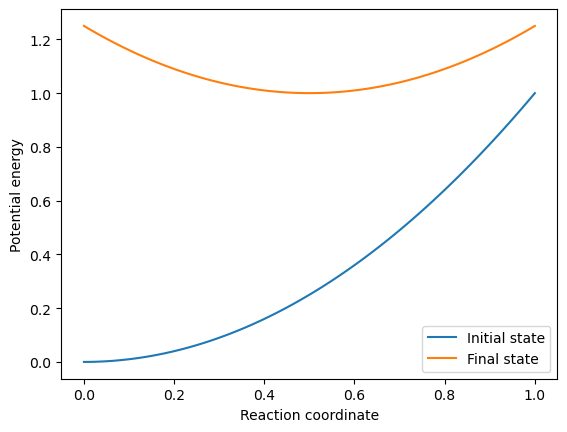 1.2
1.0
0.8
0.6
0.4
0.2
0.0
Potential energy
Initial state
Final state
0.0 0.2 0.4 0.6 0.8 1.0
Reaction coordinate